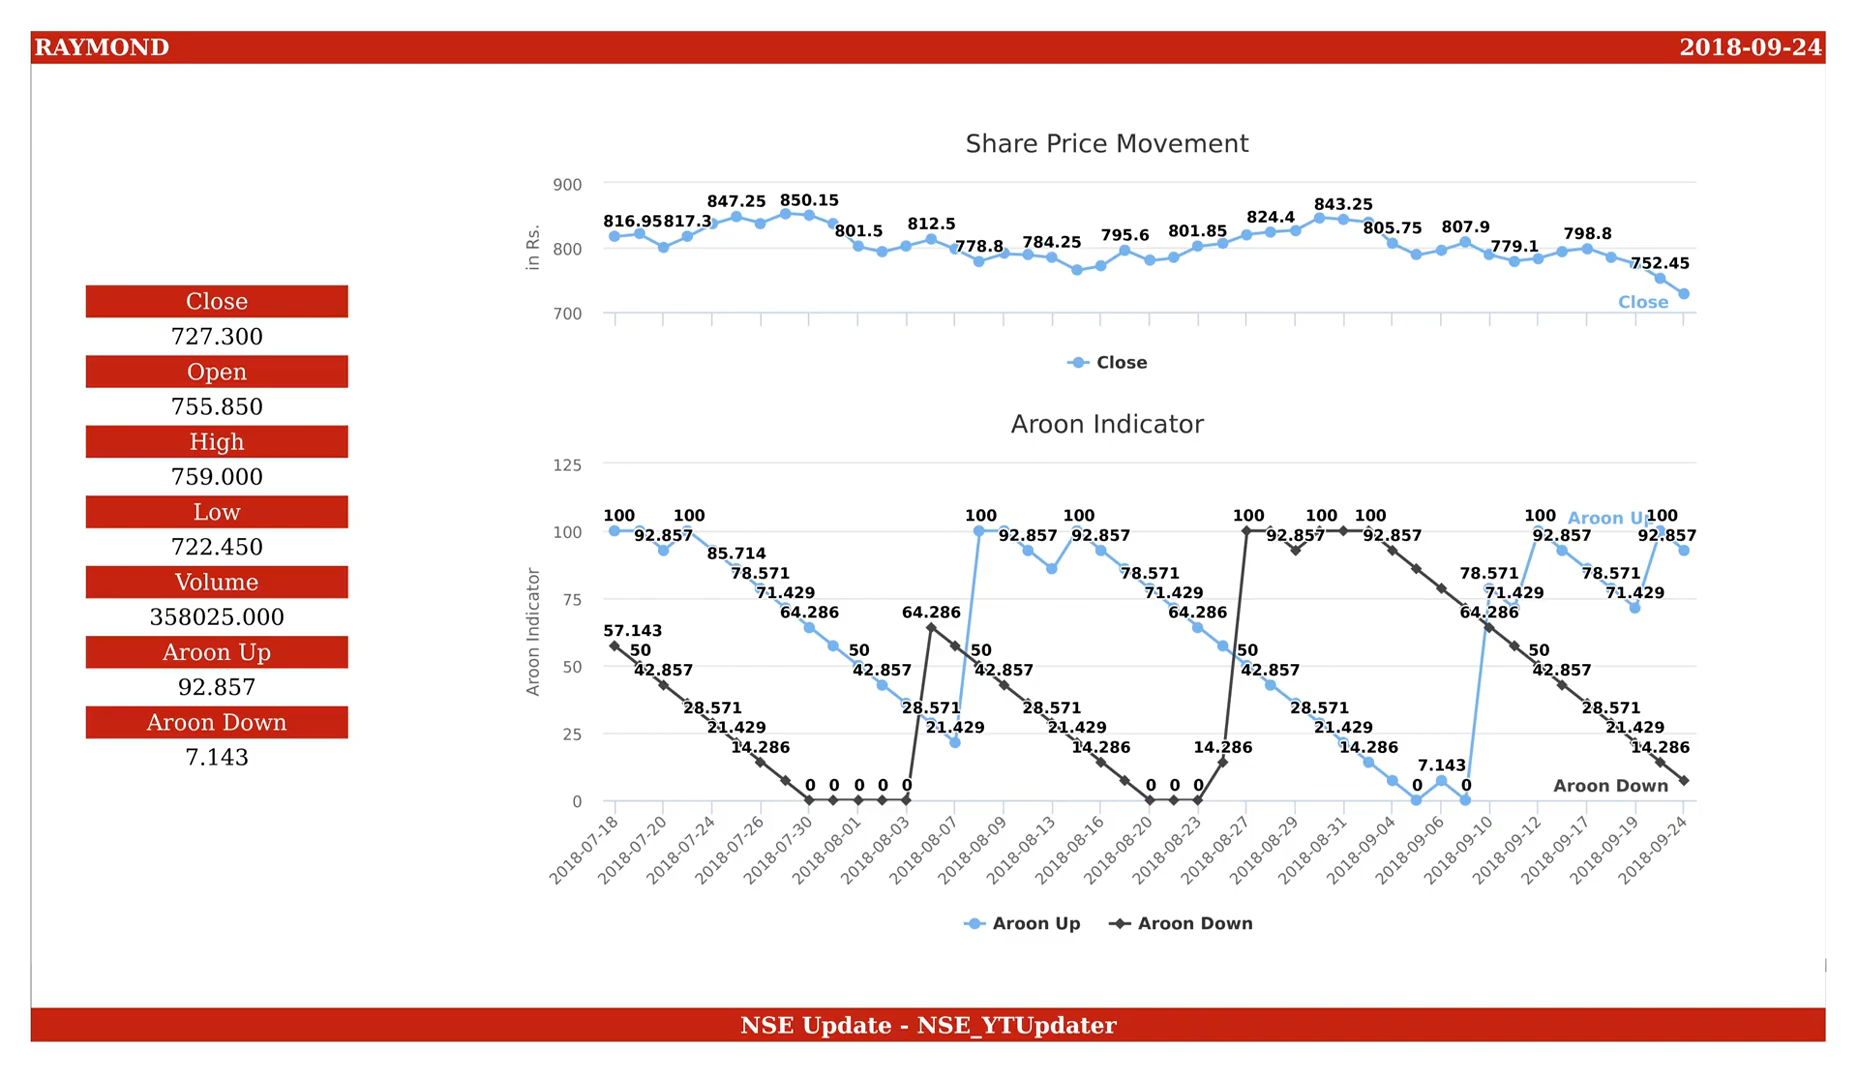 RAYMOND 2018-09-24
Close
727.300
Open
755.850
High
759.000
Low
722.450
Volume
358025.000
Aroon Up
92.857
Aroon Down
7.143
Share Price Movement
in Rs.
900
800
700
816.95 817.3 847.25 850.15 801.5 812.5 778.8 784.25 795.6 801.85 824.4 843.25 805.75 807.9 779.1 798.8 752.45
Close
Close
Aroon Indicator
Aroon Indicator
125
100
75
50
25
0
100 92.857 100 85.714 78.571 71.429 64.286 50 42.857 28.571 21.429 100 92.857 100 92.857 78.571 71.429 64.286 50 42.857 28.571 21.429 14.286 0 7.143 0 78.571 71.429 100 92.857 78.571 71.429 100 92.857
Aroon Up
57.143 50 42.857 28.571 21.429 14.286 0 0 0 0 0 64.286 50 42.857 28.571 21.429 14.286 0 0 0 14.286 100 92.857 100 100 92.857 64.286 50 42.857 28.571 21.429 14.286
Aroon Down
2018-07-18 2018-07-20 2018-07-24 2018-07-26 2018-07-30 2018-08-01 2018-08-03 2018-08-07 2018-08-09 2018-08-13 2018-08-16 2018-08-20 2018-08-23 2018-08-27 2018-08-29 2018-08-31 2018-09-04 2018-09-06 2018-09-10 2018-09-12 2018-09-17 2018-09-19 2018-09-24
Aroon Up Aroon Down
NSE Update - NSE_YTUpdater